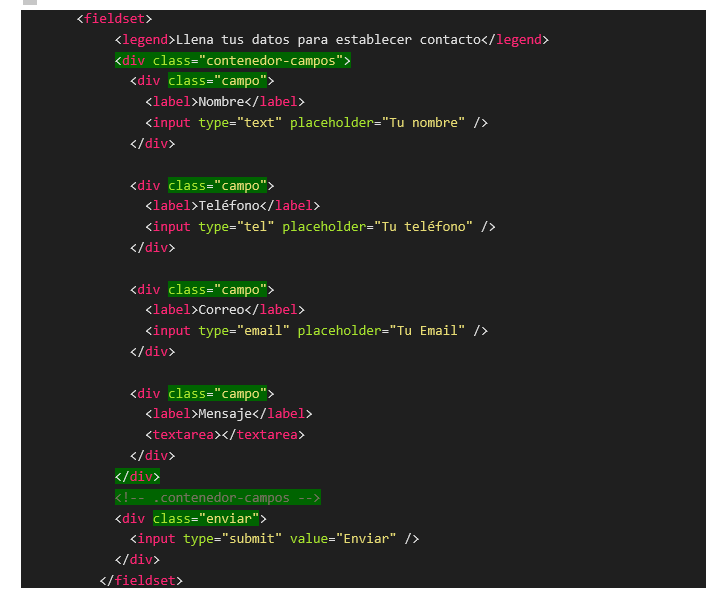 <fieldset>
<legend>Llena tus datos para establecer contacto</legend>
<div class="contenedor-campos">
<div class="campo">
<label>Nombre</label>
<input type="text" placeholder="Tu nombre" />
</div>
<div class="campo">
<label>Teléfono</label>
<input type="tel" placeholder="Tu teléfono" />
</div>
<div class="campo">
<label>Correo</label>
<input type="email" placeholder="Tu Email" />
</div>
<div class="campo">
<label>Mensaje</label>
<textarea></textarea>
</div>
</div>
<!-- .contenedor-campos -->
<div class="enviar">
<input type="submit" value="Enviar" />
</div>
</fieldset>